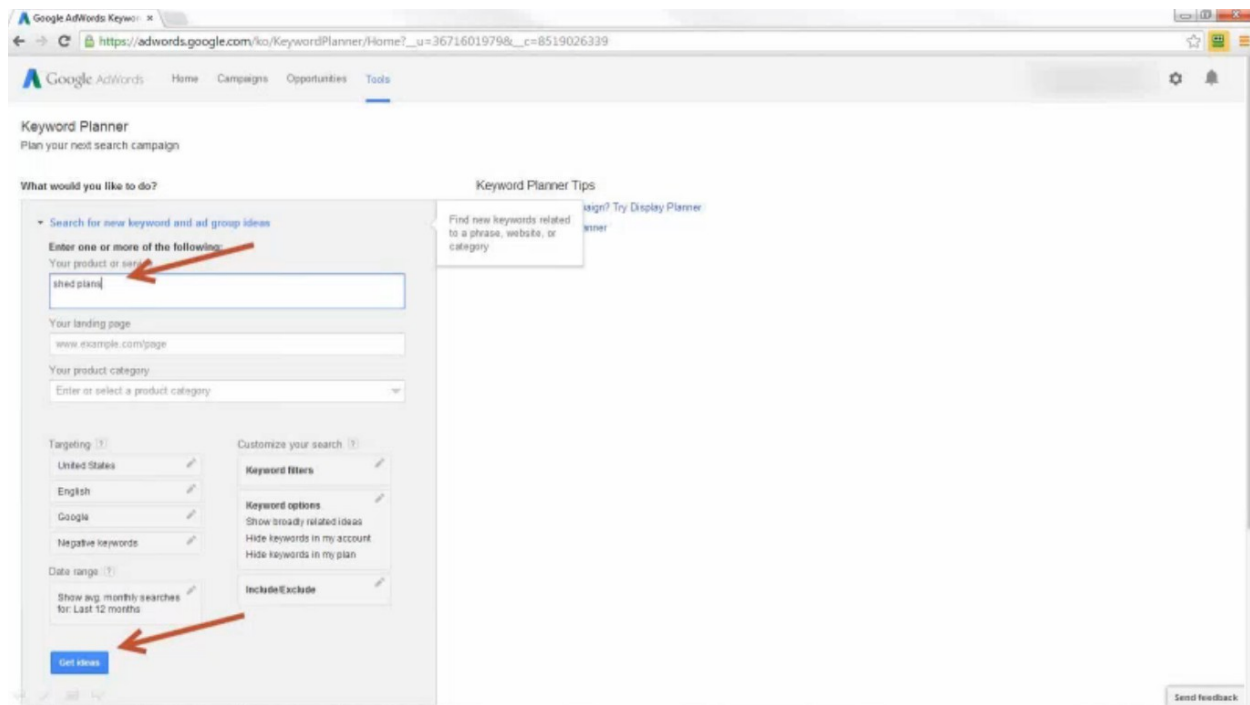 Google AdWords: Keywor
https://adwords.google.com/ko/KeywordPlanner/Home?__u=3671601979&__c=8519026339
Google AdWords Home Campaigns Opportunities Tools
Keyword Planner
Plan your next search campaign
What would you like to do?
Search for new keyword and ad group ideas
Enter one or more of the following:
Your product or
shed plans
Your landing page
www.example.com/page
Your product category
Enter or select a product category
Targeting ?
United States
English
Google
Negative keywords
Date range ?
Show avg. monthly searches
for: Last 12 months
Customize your search ?
Keyword filters
Keyword options
Show broadly related ideas
Hide keywords in my account
Hide keywords in my plan
Include/Exclude
Get ideas
Keyword Planner Tips
Find new keywords related
to a phrase, website, or
category
? Try Display Planner
Send feedback